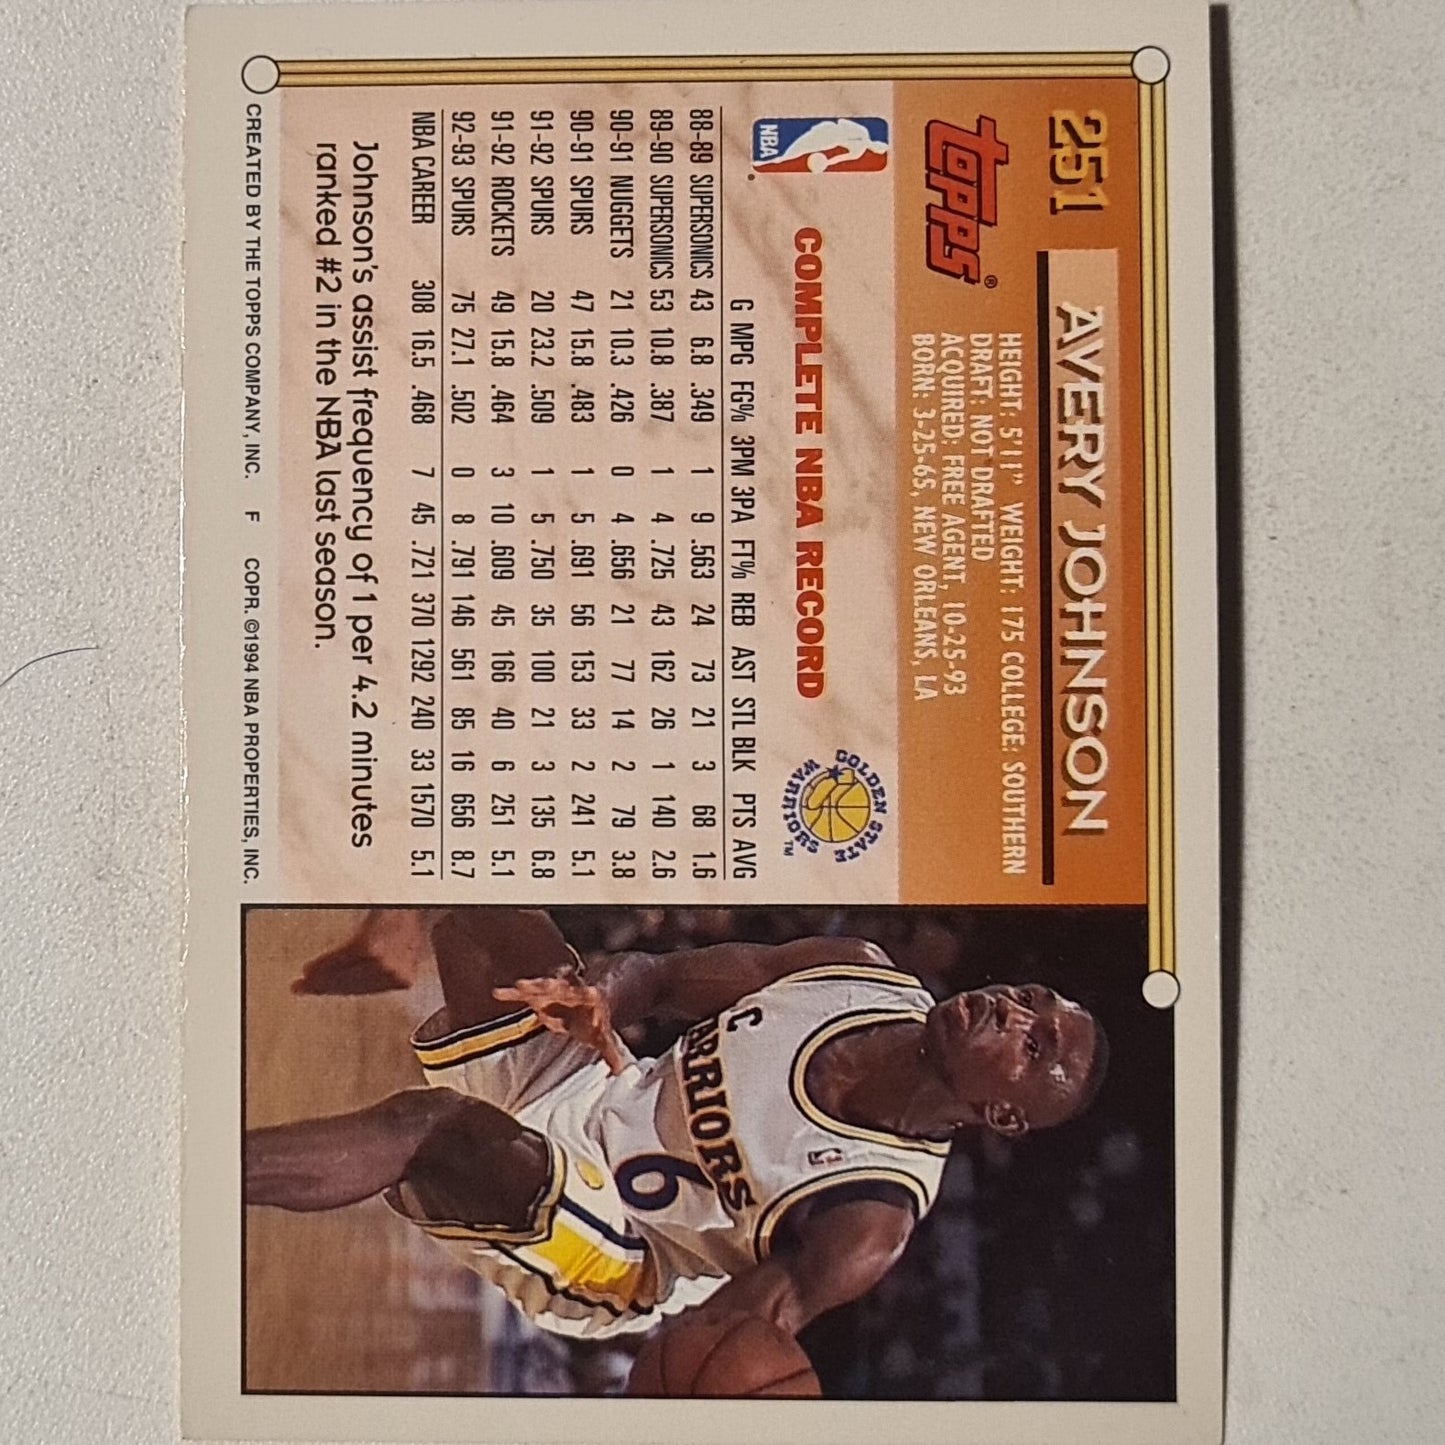 251 AVERY JOHNSON
TOPPS®
HEIGHT: 5'11" WEIGHT: 175 COLLEGE: SOUTHERN
DRAFT: NOT DRAFTED
ACQUIRED: FREE AGENT, 10-25-93
BORN: 3-25-65, NEW ORLEANS, LA
NBA
COMPLETE NBA RECORD
GOLDEN STATE
WARRIORS™
G MPG FG% 3PM 3PA FT% REB AST STL BLK PTS AVG
88-89 SUPERSONICS 43 6.8 .349 1 9 .563 24 73 21 3 68 1.6
89-90 SUPERSONICS 53 10.8 .387 1 4 .725 43 162 26 1 140 2.6
90-91 NUGGETS 21 10.3 .426 0 4 .656 21 77 14 2 79 3.8
90-91 SPURS 47 15.8 .483 1 5 .691 56 153 33 2 241 5.1
91-92 SPURS 20 23.2 .509 1 5 .750 35 100 21 3 135 6.8
91-92 ROCKETS 49 15.8 .464 3 10 .609 45 166 40 6 251 5.1
92-93 SPURS 75 27.1 .502 0 8 .791 146 561 85 16 656 8.7
NBA CAREER 308 16.5 .468 7 45 .721 370 1292 240 33 1570 5.1
Johnson's assist frequency of 1 per 4.2 minutes
ranked #2 in the NBA last season.
CREATED BY THE TOPPS COMPANY, INC. F COPR. ©1994 NBA PROPERTIES, INC.
C
ARRIORS
6